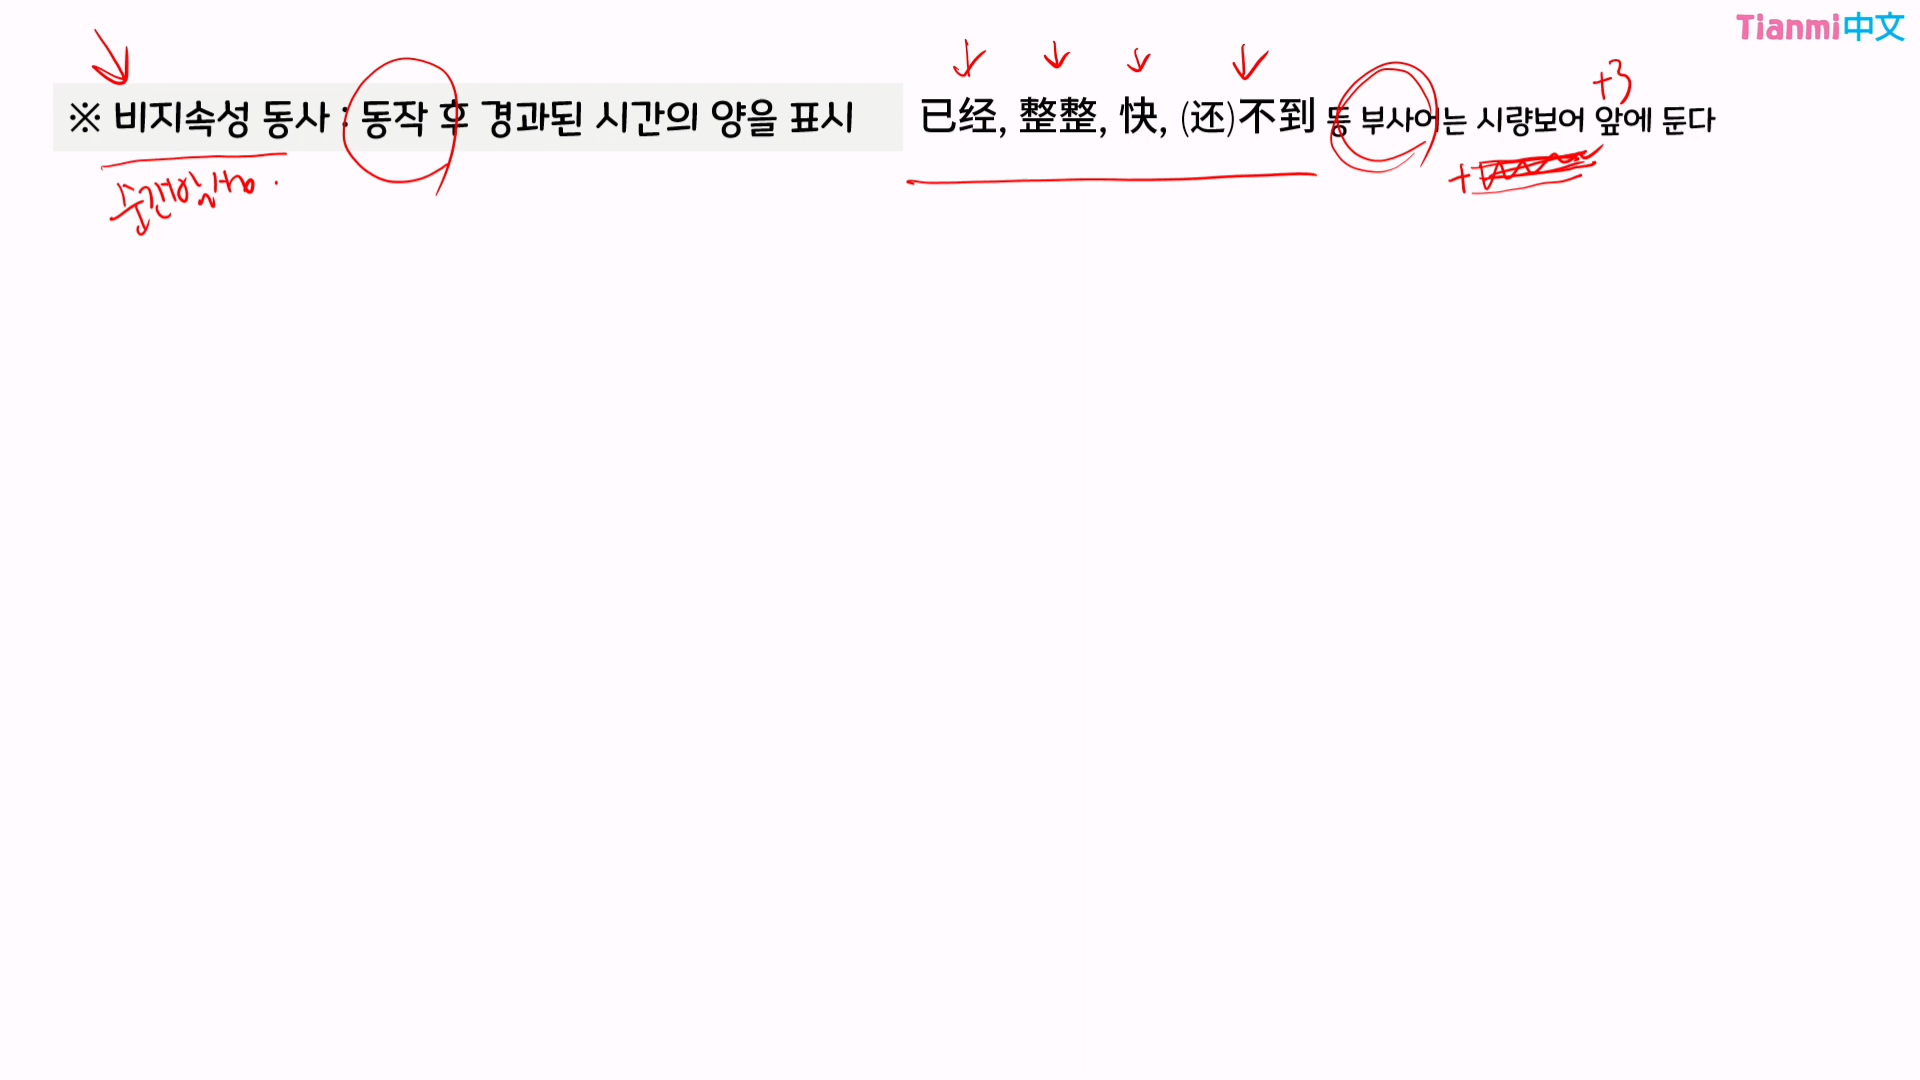 Tianmi中文
※ 비지속성 동사 : 동작 후 경과된 시간의 양을 표시 已经, 整整, 快, (还)不到 등 부사어는 시량보어 앞에 둔다
+3